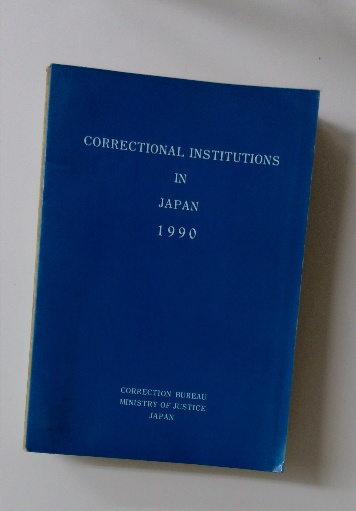 CORRECTIONAL INSTITUTIONS
IN
JAPAN
1990
CORRECTION BUREAU
MINISTRY OF JUSTICE
JAPAN